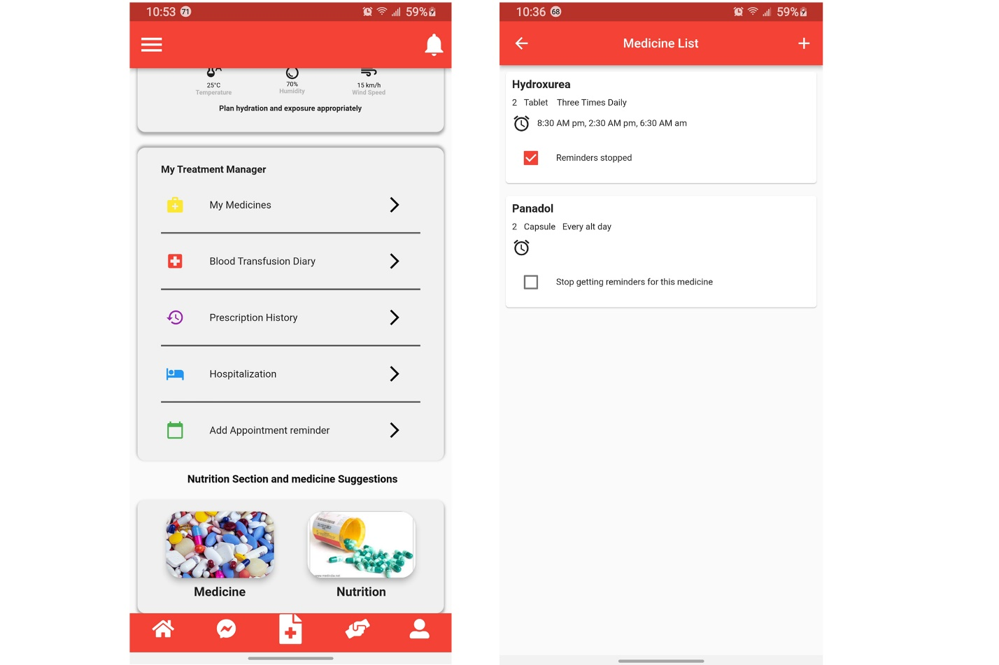 10:53 71 59%
25°C 70% 15 km/h
Temperature Humidity Wind Speed
Plan hydration and exposure appropriately
My Treatment Manager
My Medicines
Blood Transfusion Diary
Prescription History
Hospitalization
Add Appointment reminder
Nutrition Section and medicine Suggestions
Medicine Nutrition
10:36 68 59%
Medicine List
Hydroxurea
2 Tablet Three Times Daily
8:30 AM pm, 2:30 AM pm, 6:30 AM am
Reminders stopped
Panadol
2 Capsule Every alt day
Stop getting reminders for this medicine